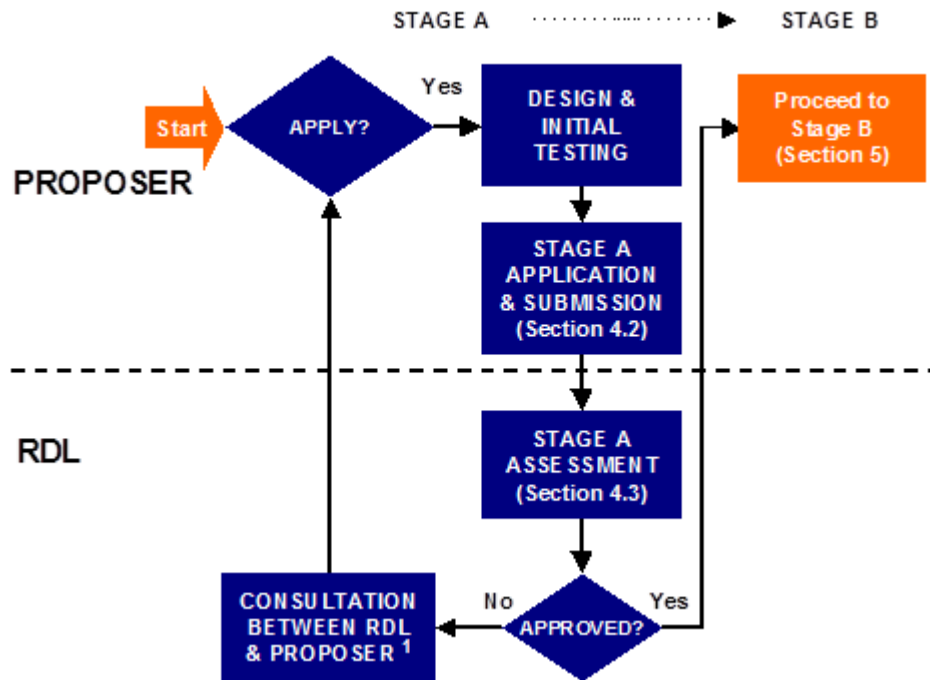 STAGE A
STAGE B
Yes
Start
APPLY?
DESIGN &
INITIAL
TESTING
Proceed to
Stage B
(Section 5)
PROPOSER
STAGE A
APPLICATION
& SUBMISSION
(Section 4.2)
RDL
STAGE A
ASSESSMENT
(Section 4.3)
CONSULTATION
BETWEEN RDL
& PROPOSER 1
No
APPROVED?
Yes